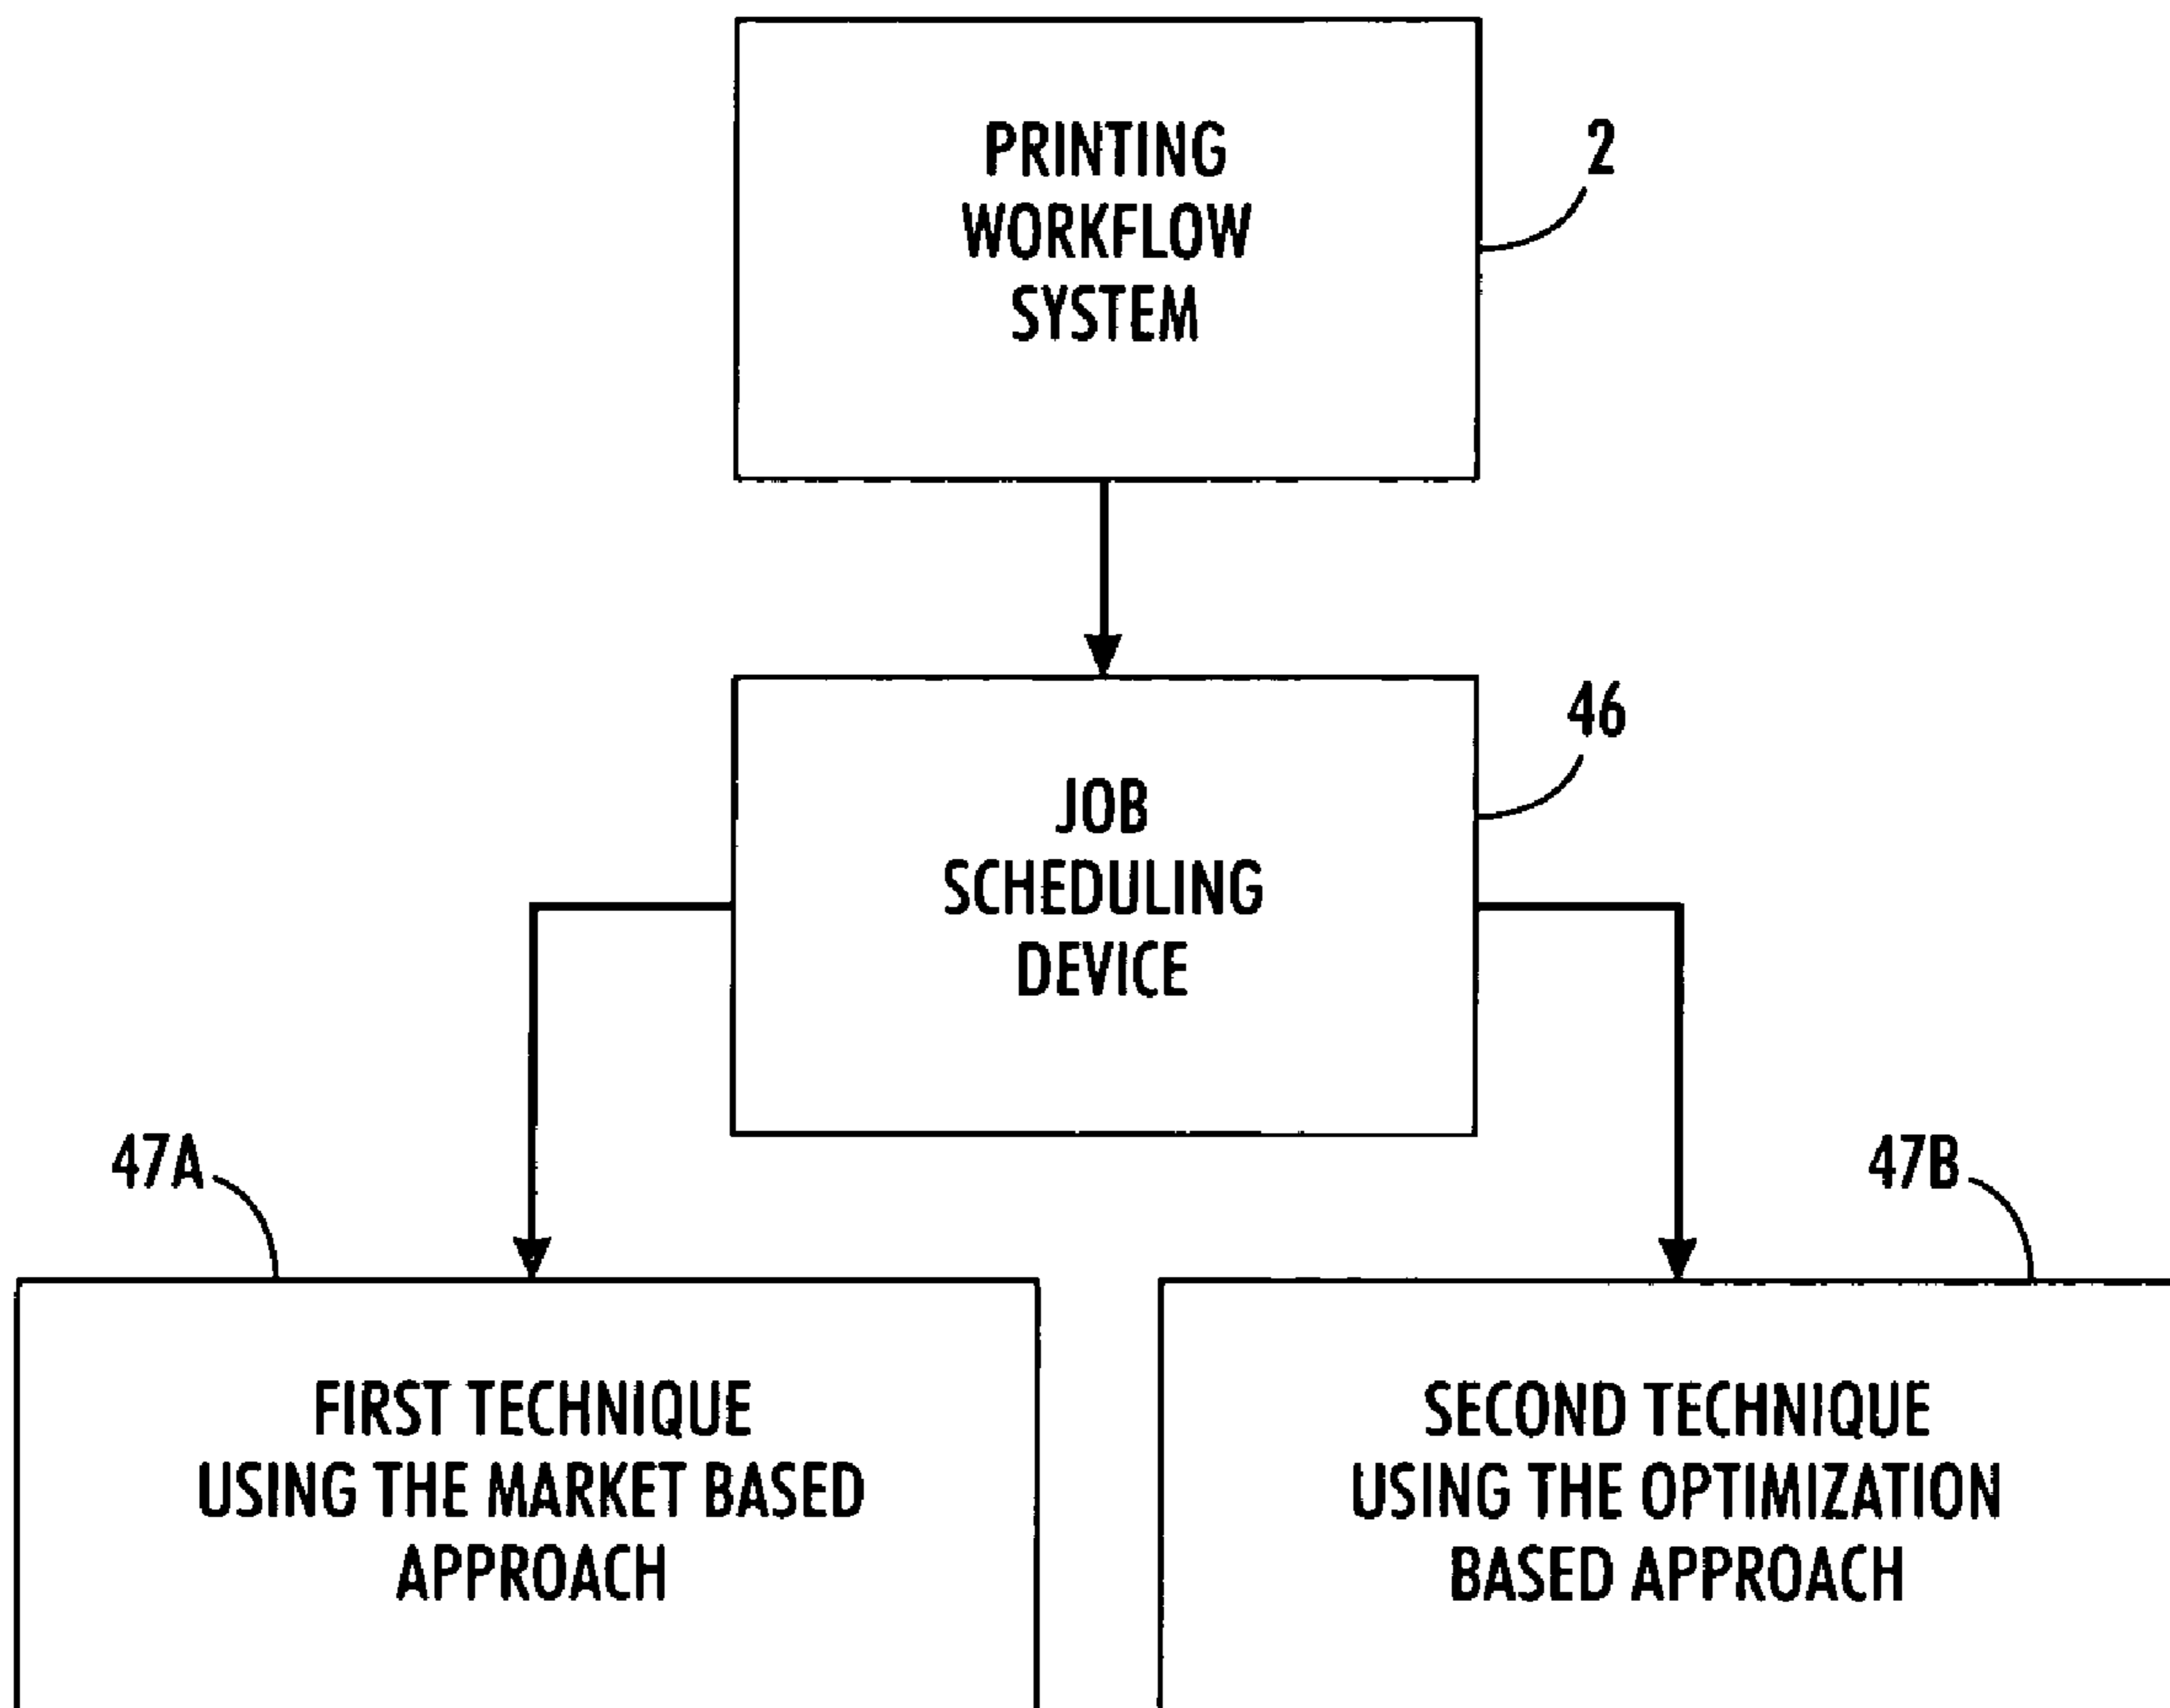 PRINTING
WORKFLOW
SYSTEM
2
JOB
SCHEDULING
DEVICE
46
47A
47B
FIRST TECHNIQUE
USING THE MARKET BASED
APPROACH
SECOND TECHNIQUE
USING THE OPTIMIZATION
BASED APPROACH